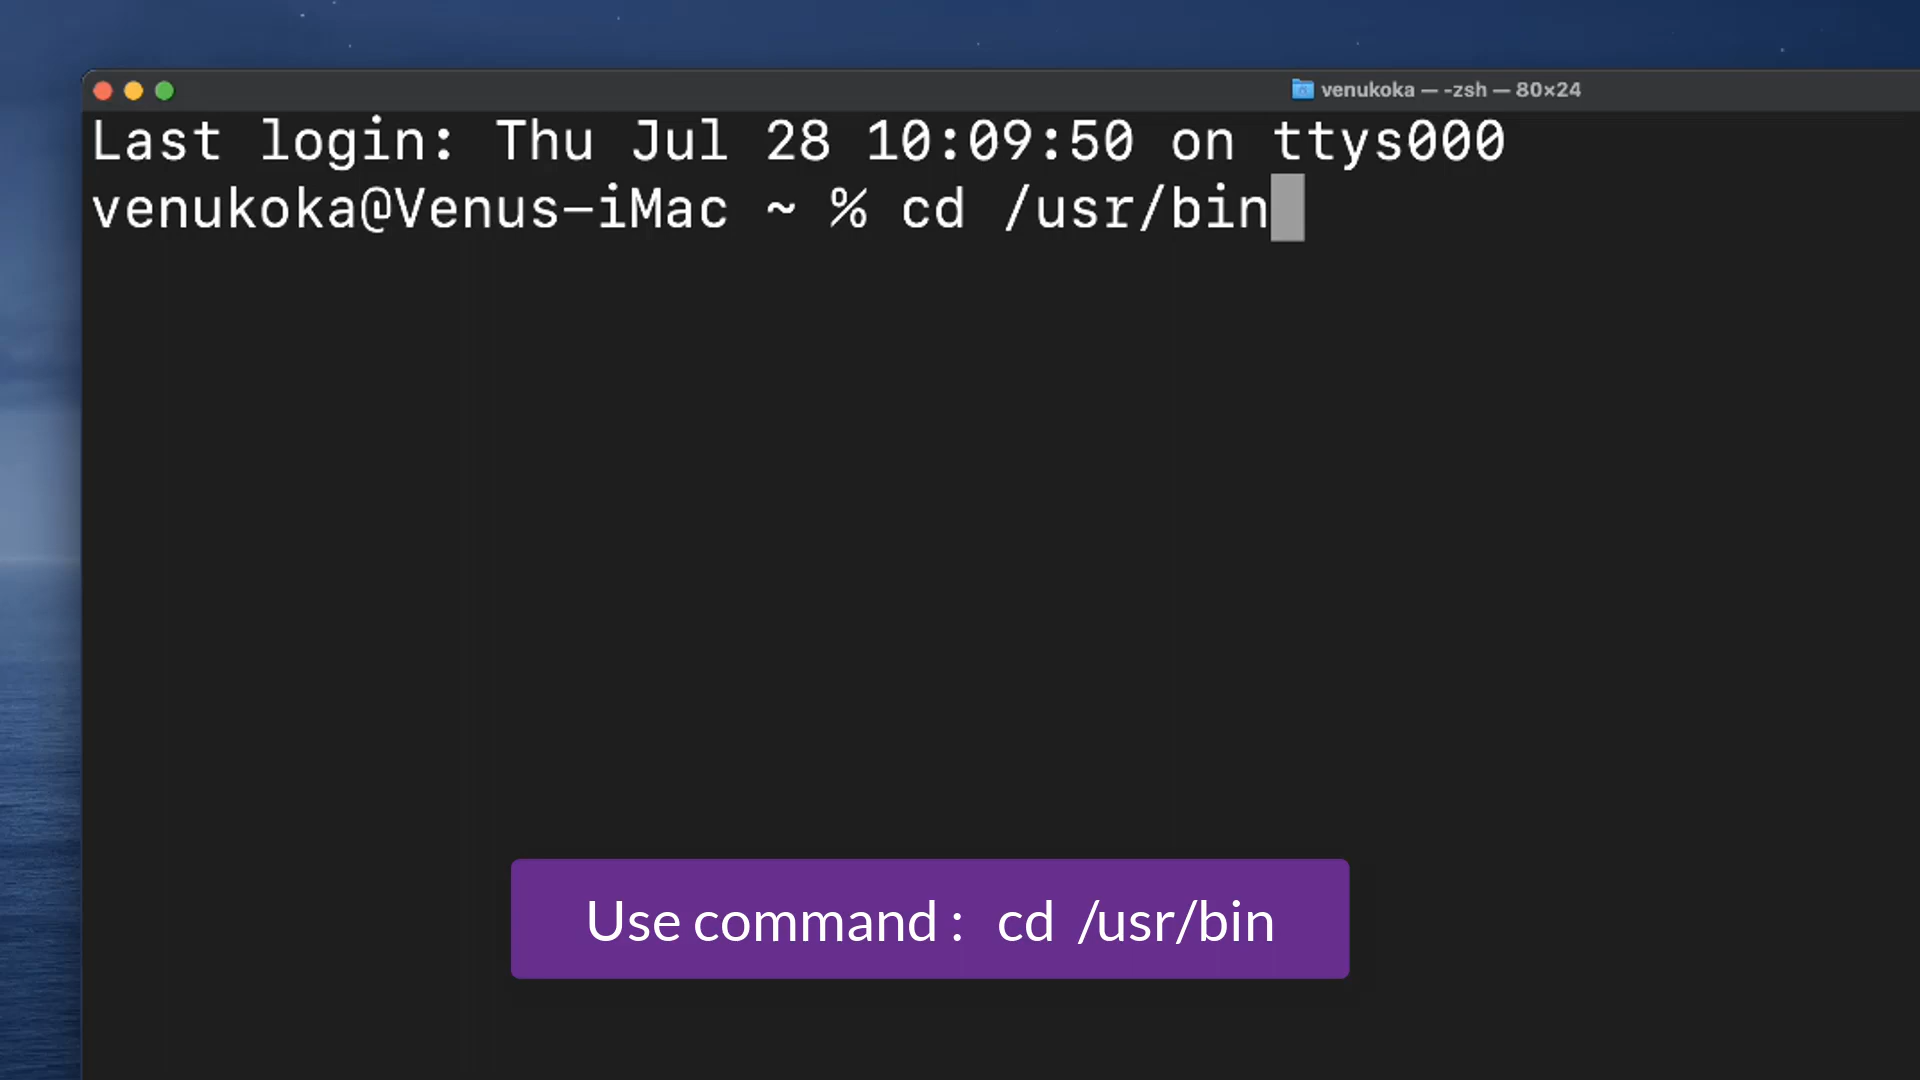 venukoka — -zsh — 80×24
Last login: Thu Jul 28 10:09:50 on ttys000
venukoka@Venus-iMac ~ % cd /usr/bin
Use command : cd /usr/bin